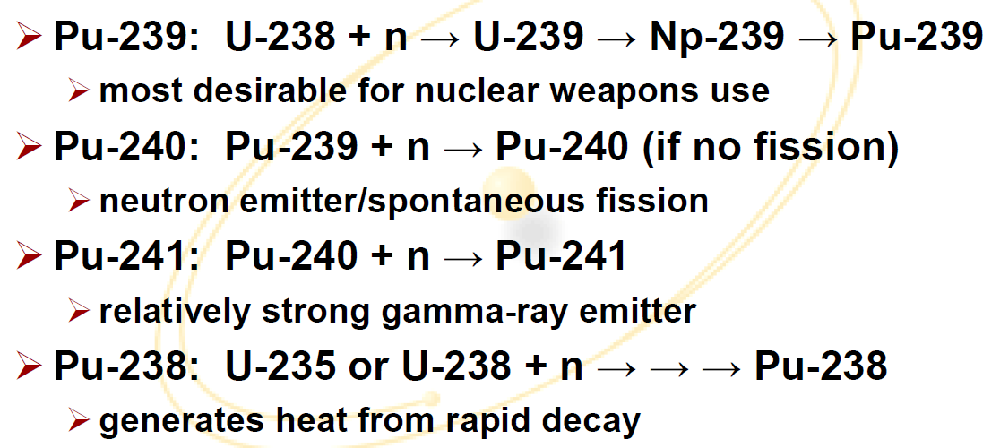 Pu-239: U-238 + n → U-239 → Np-239 → Pu-239
most desirable for nuclear weapons use
Pu-240: Pu-239 + n → Pu-240 (if no fission)
neutron emitter/spontaneous fission
Pu-241: Pu-240 + n → Pu-241
relatively strong gamma-ray emitter
Pu-238: U-235 or U-238 + n → → → Pu-238
generates heat from rapid decay